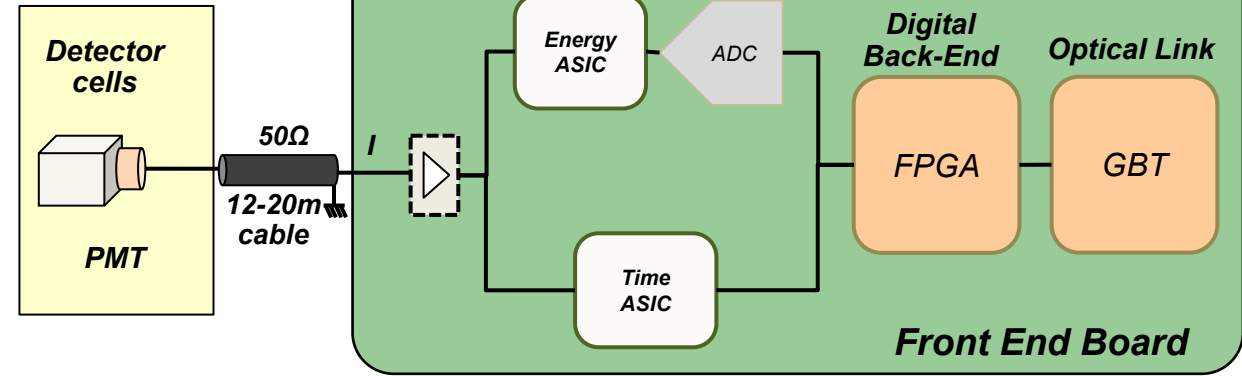 Detector
cells
PMT
50Ω
12-20m
cable
I
Energy
ASIC
ADC
Time
ASIC
Digital
Back-End
FPGA
Optical Link
GBT
Front End Board